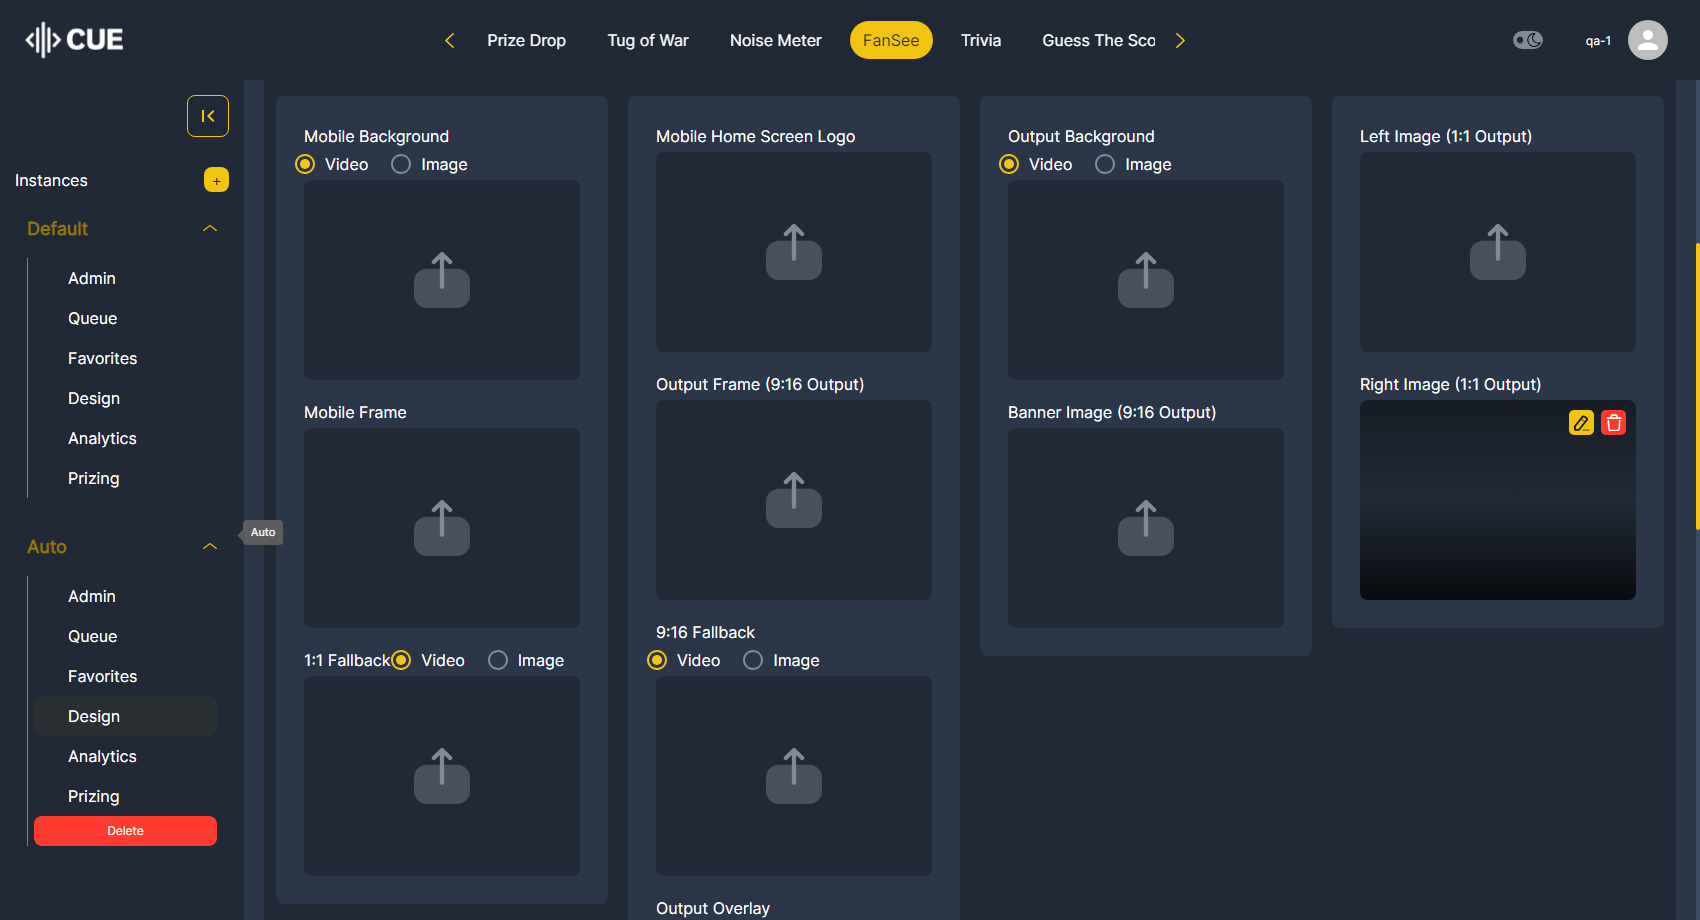 CUE
Prize Drop
Tug of War
Noise Meter
FanSee
Trivia
Guess The Sco
qa-1
Instances
+
Default
Admin
Queue
Favorites
Design
Analytics
Prizing
Auto
Auto
Admin
Queue
Favorites
Design
Analytics
Prizing
Delete
Mobile Background
Video
Image
Mobile Frame
1:1 Fallback
Video
Image
Mobile Home Screen Logo
Output Frame (9:16 Output)
9:16 Fallback
Video
Image
Output Overlay
Output Background
Video
Image
Banner Image (9:16 Output)
Left Image (1:1 Output)
Right Image (1:1 Output)